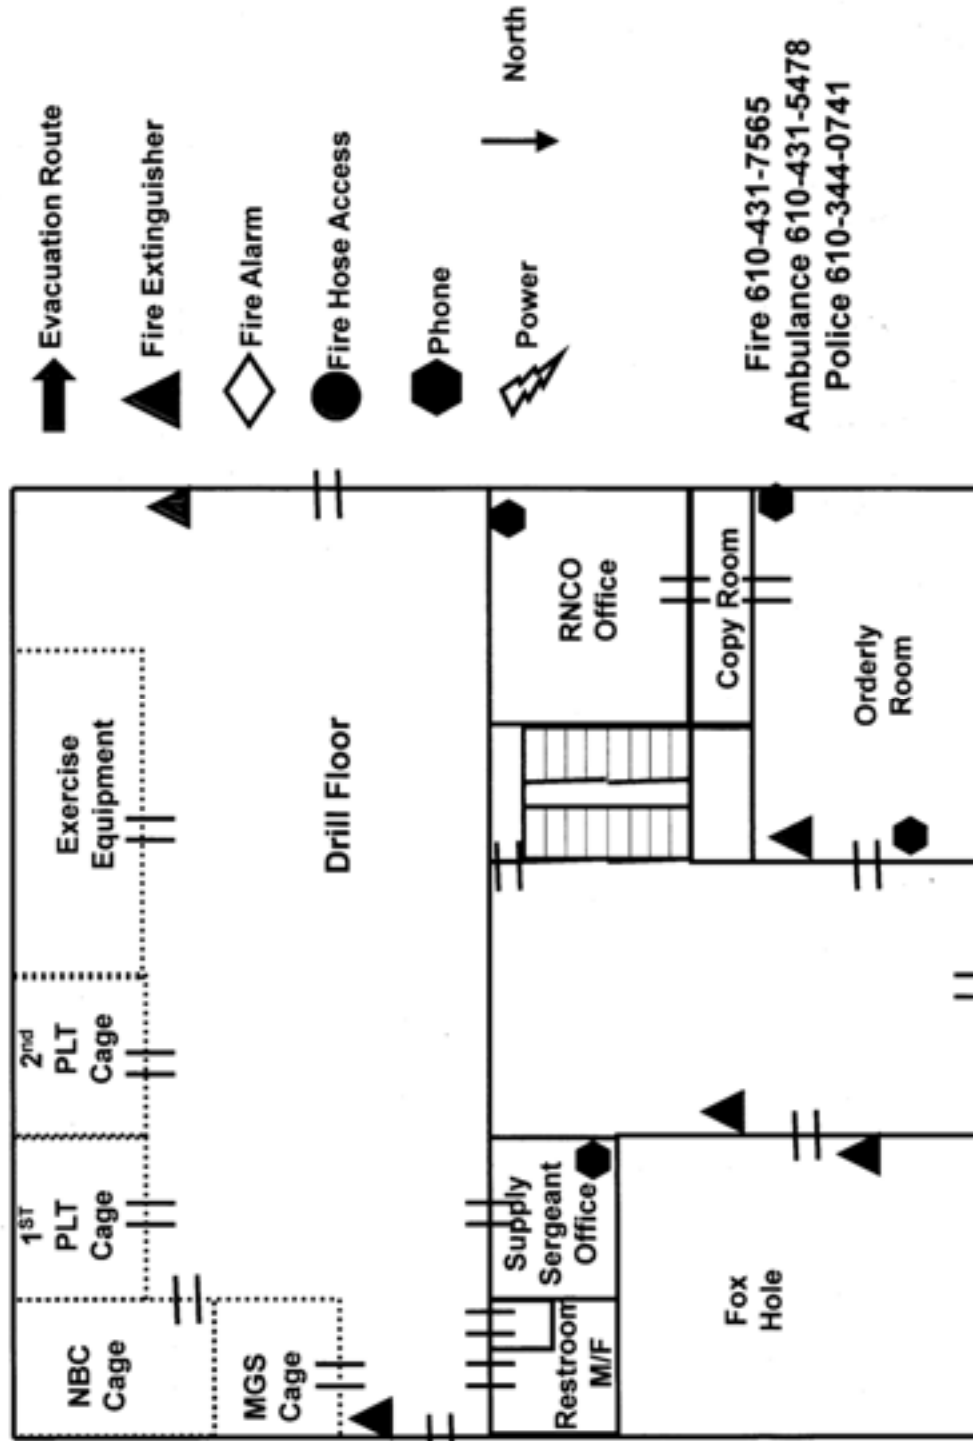 Evacuation Route
Fire Extinguisher
Fire Alarm
Fire Hose Access
Phone
Power
North
Fire 610-431-7565
Ambulance 610-431-5478
Police 610-344-0741
NBC
Cage
1ST
PLT
Cage
2nd
PLT
Cage
Exercise
Equipment
MGS
Cage
Drill Floor
Restroom
M/F
Supply
Sergeant
Office
RNCO
Office
Copy Room
Fox
Hole
Orderly
Room